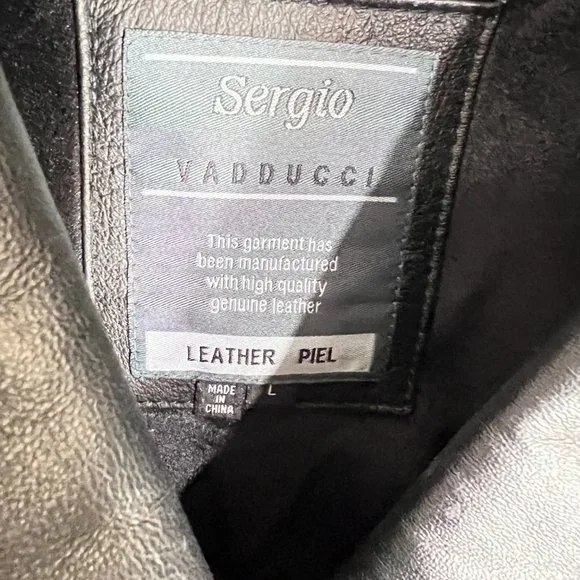 Sergio
VADDUCCI
This garment has
been manufactured
with high quality
genuine leather
LEATHER PIEL
MADE
IN
CHINA
L